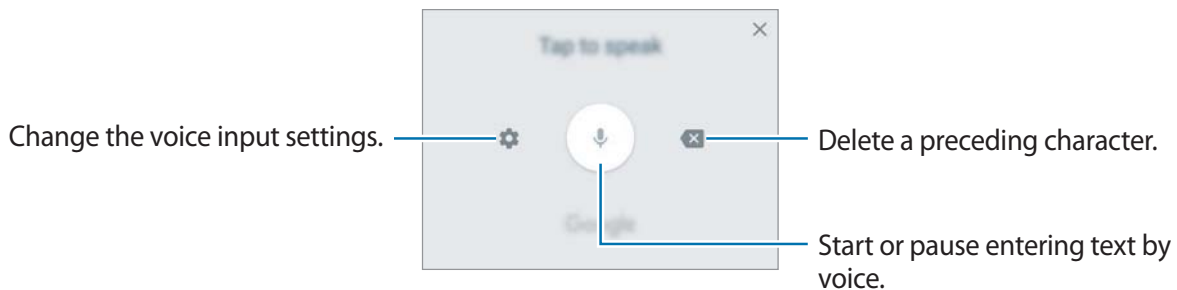 Tap to speak
Change the voice input settings.
Delete a preceding character.
Google
Start or pause entering text by
voice.